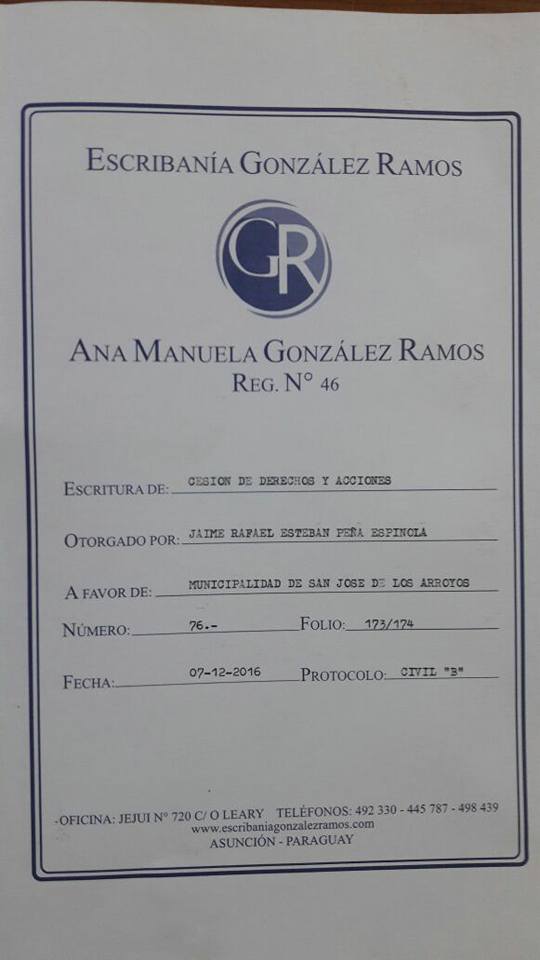 ESCRIBANÍA GONZÁLEZ RAMOS
GR
ANA MANUELA GONZÁLEZ RAMOS
REG. N° 46
ESCRITURA DE: CESION DE DERECHOS Y ACCIONES
OTORGADO POR: JAIME RAFAEL ESTEBAN PEÑA ESPINOLA
A FAVOR DE: MUNICIPALIDAD DE SAN JOSE DE LOS ARROYOS
NÚMERO: 76.- FOLIO: 173/174
FECHA: 07-12-2016 PROTOCOLO: CIVIL "B"
OFICINA: JEJUI N° 720 C/ O LEARY TELÉFONOS: 492 330 - 445 787 - 498 439
www.escribaniagonzalezramos.com
ASUNCIÓN - PARAGUAY